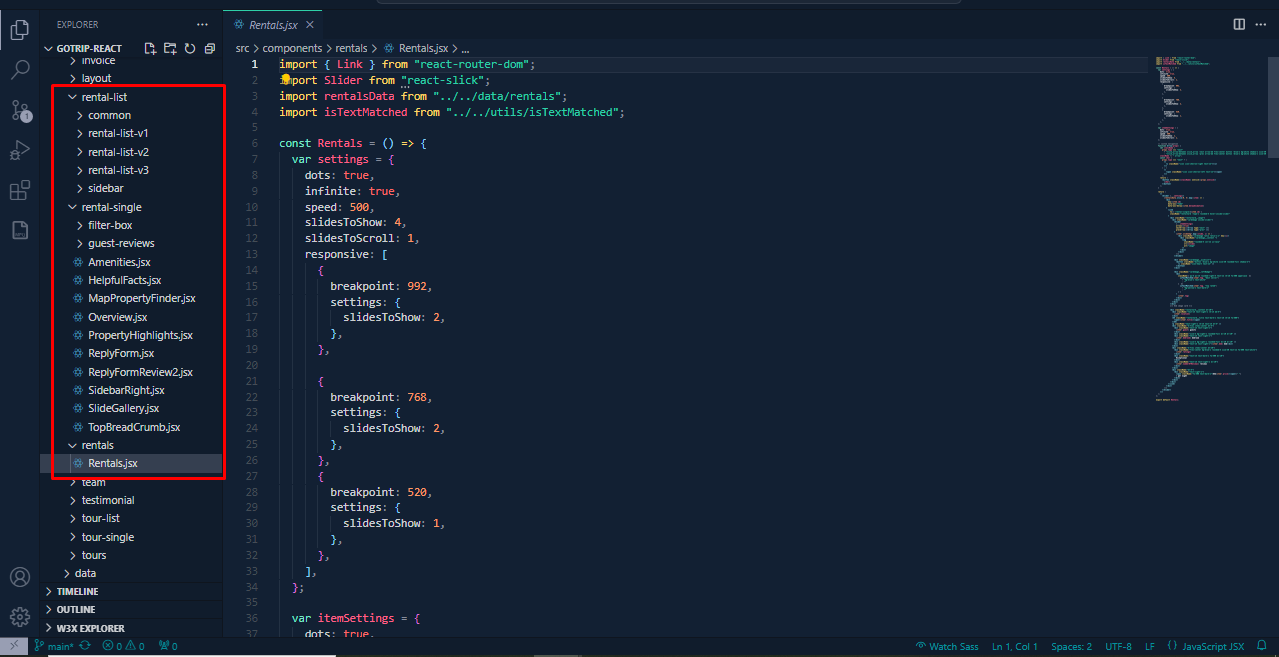 EXPLORER
GOTRIP-REACT
invoice
layout
rental-list
common
rental-list-v1
rental-list-v2
rental-list-v3
sidebar
rental-single
filter-box
guest-reviews
Amenities.jsx
HelpfulFacts.jsx
MapPropertyFinder.jsx
Overview.jsx
PropertyHighlights.jsx
ReplyForm.jsx
ReplyFormReview2.jsx
SidebarRight.jsx
SlideGallery.jsx
TopBreadCrumb.jsx
rentals
Rentals.jsx
team
testimonial
tour-list
tour-single
tours
data
TIMELINE
OUTLINE
W3X EXPLORER
1
Rentals.jsx
src > components > rentals > Rentals.jsx > ...
1 import { Link } from "react-router-dom";
2 import Slider from "react-slick";
3 import rentalsData from "../../data/rentals";
4 import isTextMatched from "../../utils/isTextMatched";
5
6 const Rentals = () => {
7 var settings = {
8 dots: true,
9 infinite: true,
10 speed: 500,
11 slidesToShow: 4,
12 slidesToScroll: 1,
13 responsive: [
14 {
15 breakpoint: 992,
16 settings: {
17 slidesToShow: 2,
18 },
19 },
20
21 {
22 breakpoint: 768,
23 settings: {
24 slidesToShow: 2,
25 },
26 },
27 {
28 breakpoint: 520,
29 settings: {
30 slidesToShow: 1,
31 },
32 },
33 ],
34 };
35
36 var itemSettings = {
37 dots: true,
main* 0 0 0 Watch Sass Ln 1, Col 1 Spaces: 2 UTF-8 LF {} JavaScript JSX